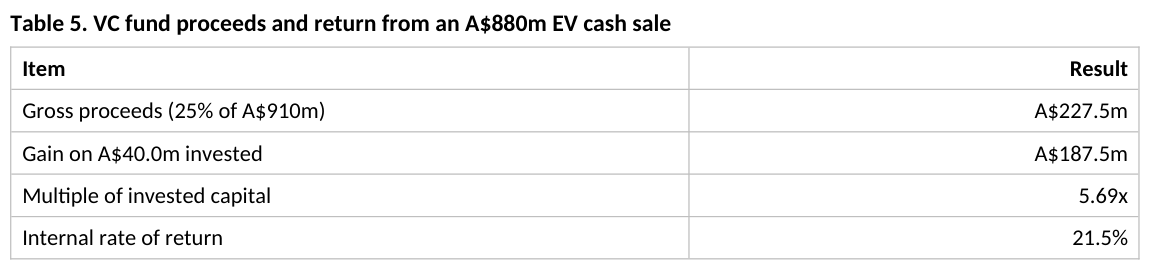 Table 5. VC fund proceeds and return from an A$880m EV cash sale
Item Result
Gross proceeds (25% of A$910m) A$227.5m
Gain on A$40.0m invested A$187.5m
Multiple of invested capital 5.69x
Internal rate of return 21.5%